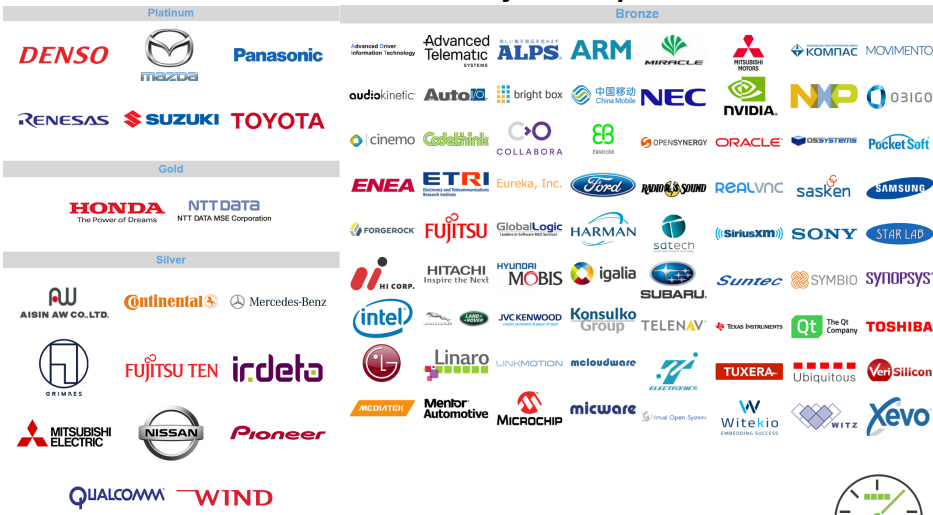 Platinum
DENSO
mazda
Panasonic
RENESAS
SUZUKI
TOYOTA
Gold
HONDA
The Power of Dreams
NTT DATA
NTT DATA MSE Corporation
Silver
AISIN AW CO.,LTD.
Continental
Mercedes-Benz
GRIMRES
FUJITSU TEN
irdeto
MITSUBISHI
ELECTRIC
NISSAN
Pioneer
QUALCOMM
WIND
Bronze
Advanced Driver
Information Technology
Advanced
Telematic
SYSTEMS
ALPS
ARM
MIRACLE
MITSUBISHI
MOTORS
КОМПАС
MOVIMENTO
audiokinetic
AutoIO
bright box
中国移动
China Mobile
NEC
NVIDIA.
NXP
OBIGO
cinemo
Codethink
COLLABORA
Elektrobit
OPENSYNERGY
ORACLE
OSSYSTEMS
PocketSoft
ENEA
ETRI
Electronics and Telecommunications
Research Institute
Eureka, Inc.
Ford
RADIO SOUND
REALVNC
sasken
SAMSUNG
FORGEROCK
FUJITSU
GlobalLogic
Leaders in Software R&D Services
HARMAN
sdtech
SiriusXM
SONY
STAR LAB
HI CORP.
HITACHI
Inspire the Next
HYUNDAI
MOBIS
igalia
SUBARU
Suntec
SYMBIO
SYNOPSYS
intel
JAGUAR
LAND ROVER
JVCKENWOOD
Konsulko
Group
TELENAV
TEXAS INSTRUMENTS
Qt
The Qt
Company
TOSHIBA
LG
Linaro
LINKMOTION
mcloudware
ELECTRONICS
TUXERA
Ubiquitous
VeriSilicon
MEDIATEK
Mentor
Automotive
MICROCHIP
micware
Virtual Open Systems
Witekio
EMBEDDING SUCCESS
WITZ
Xevo